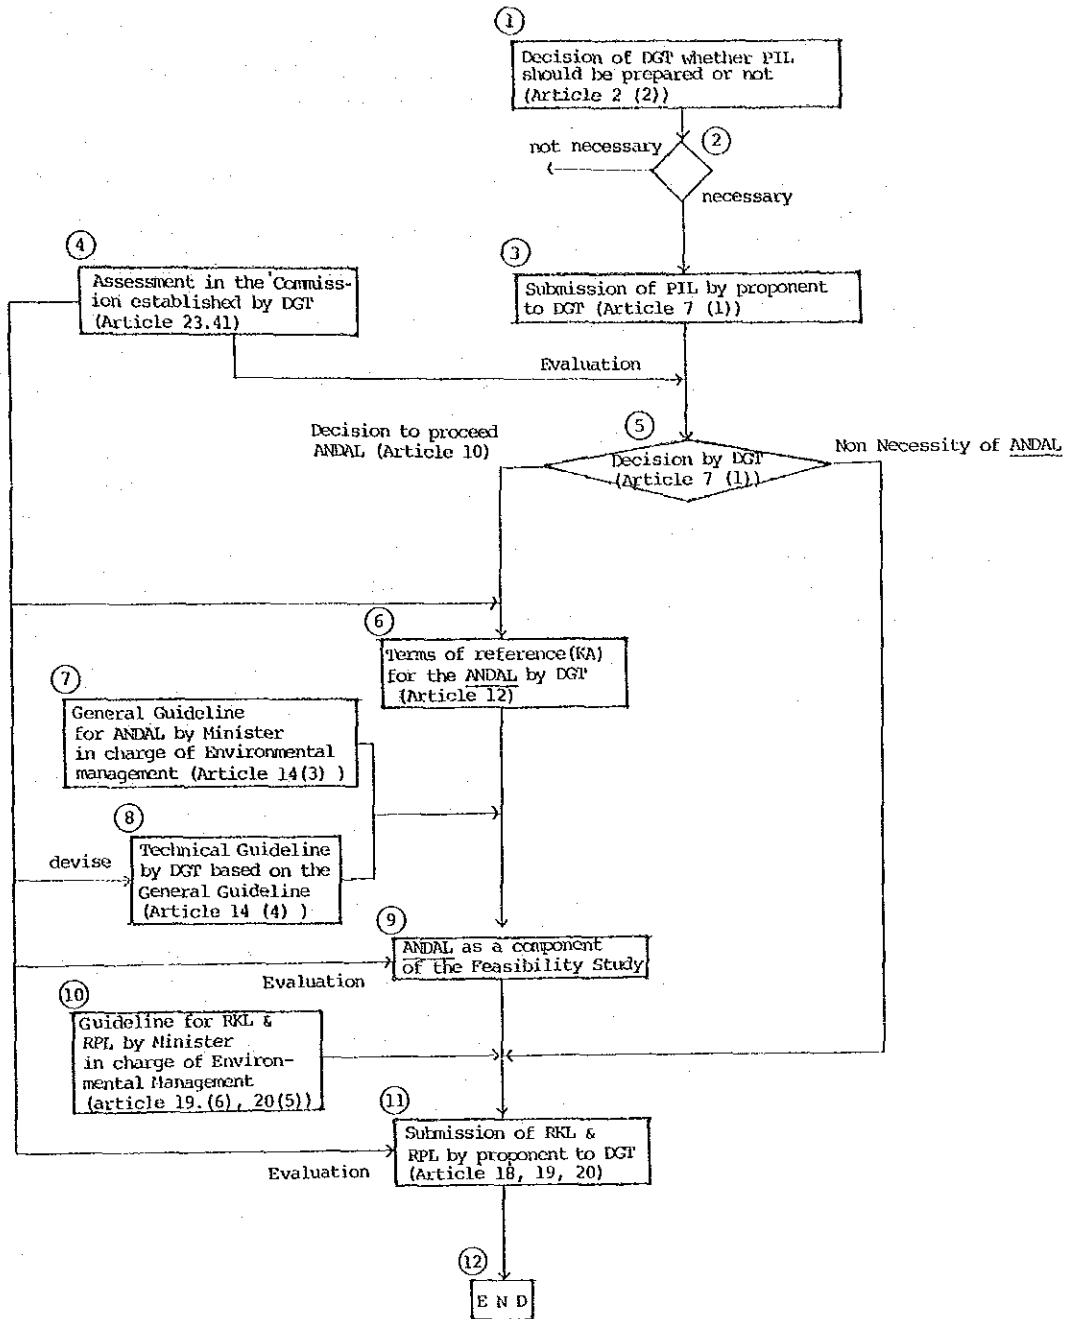 ①
Decision of DGT whether PIL
should be prepared or not
(Article 2 (2))
②
not necessary
necessary
④
Assessment in the Commiss-
ion established by DGT
(Article 23.41)
③
Submission of PIL by proponent
to DGT (Article 7 (1))
Evaluation
Decision to proceed
ANDAL (Article 10)
⑤
Decision by DGT
(Article 7 (1))
Non Necessity of ANDAL
⑥
Terms of reference(KA)
for the ANDAL by DGT
(Article 12)
⑦
General Guideline
for ANDAL by Minister
in charge of Environmental
management (Article 14(3) )
⑧
devise
Technical Guideline
by DGT based on the
General Guideline
(Article 14 (4) )
⑨
ANDAL as a component
of the Feasibility Study
Evaluation
⑩
Guideline for RKL &
RPL by Minister
in charge of Environ-
mental Management
(article 19.(6), 20(5))
⑪
Submission of RKL &
RPL by proponent to DGT
(Article 18, 19, 20)
Evaluation
⑫
E N D